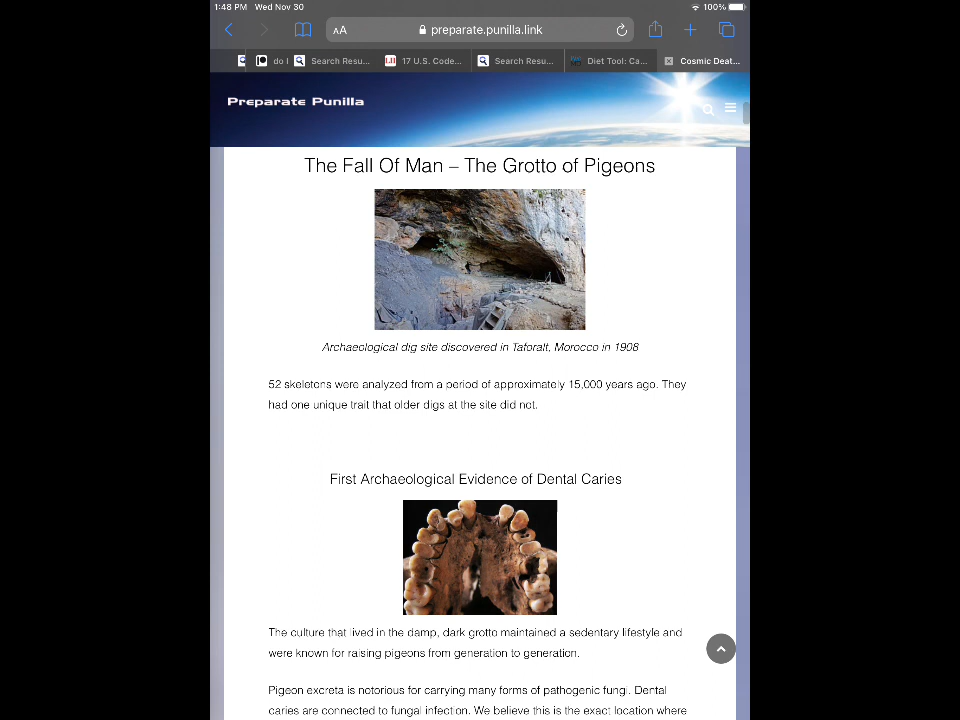 1:48 PM Wed Nov 30 100%
AA preparate.punilla.link
do I Search Resu... 17 U.S. Code... Search Resu... Diet Tool: Ca... Cosmic Deat...
Preparate Punilla
The Fall Of Man – The Grotto of Pigeons
Archaeological dig site discovered in Taforalt, Morocco in 1908
52 skeletons were analyzed from a period of approximately 15,000 years ago. They
had one unique trait that older digs at the site did not.
First Archaeological Evidence of Dental Caries
The culture that lived in the damp, dark grotto maintained a sedentary lifestyle and
were known for raising pigeons from generation to generation.
Pigeon excreta is notorious for carrying many forms of pathogenic fungi. Dental
caries are connected to fungal infection. We believe this is the exact location where